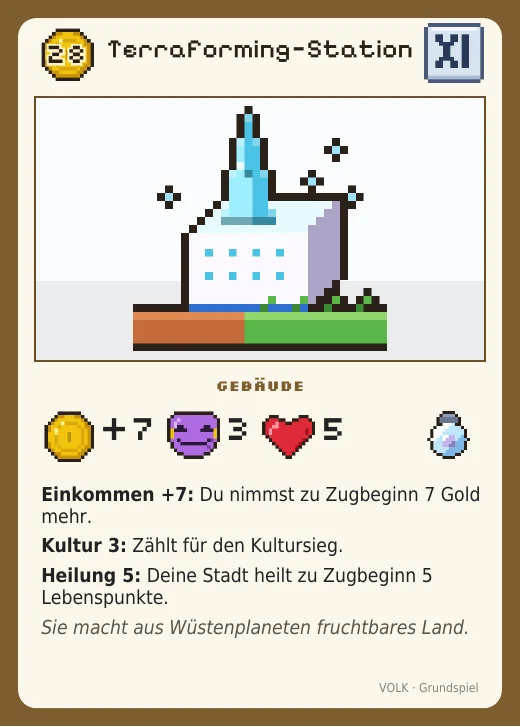 28 Terraforming-Station XI
GEBÄUDE
+7 3 5
Einkommen +7: Du nimmst zu Zugbeginn 7 Gold
mehr.
Kultur 3: Zählt für den Kultursieg.
Heilung 5: Deine Stadt heilt zu Zugbeginn 5
Lebenspunkte.
Sie macht aus Wüstenplaneten fruchtbares Land.
VOLK · Grundspiel